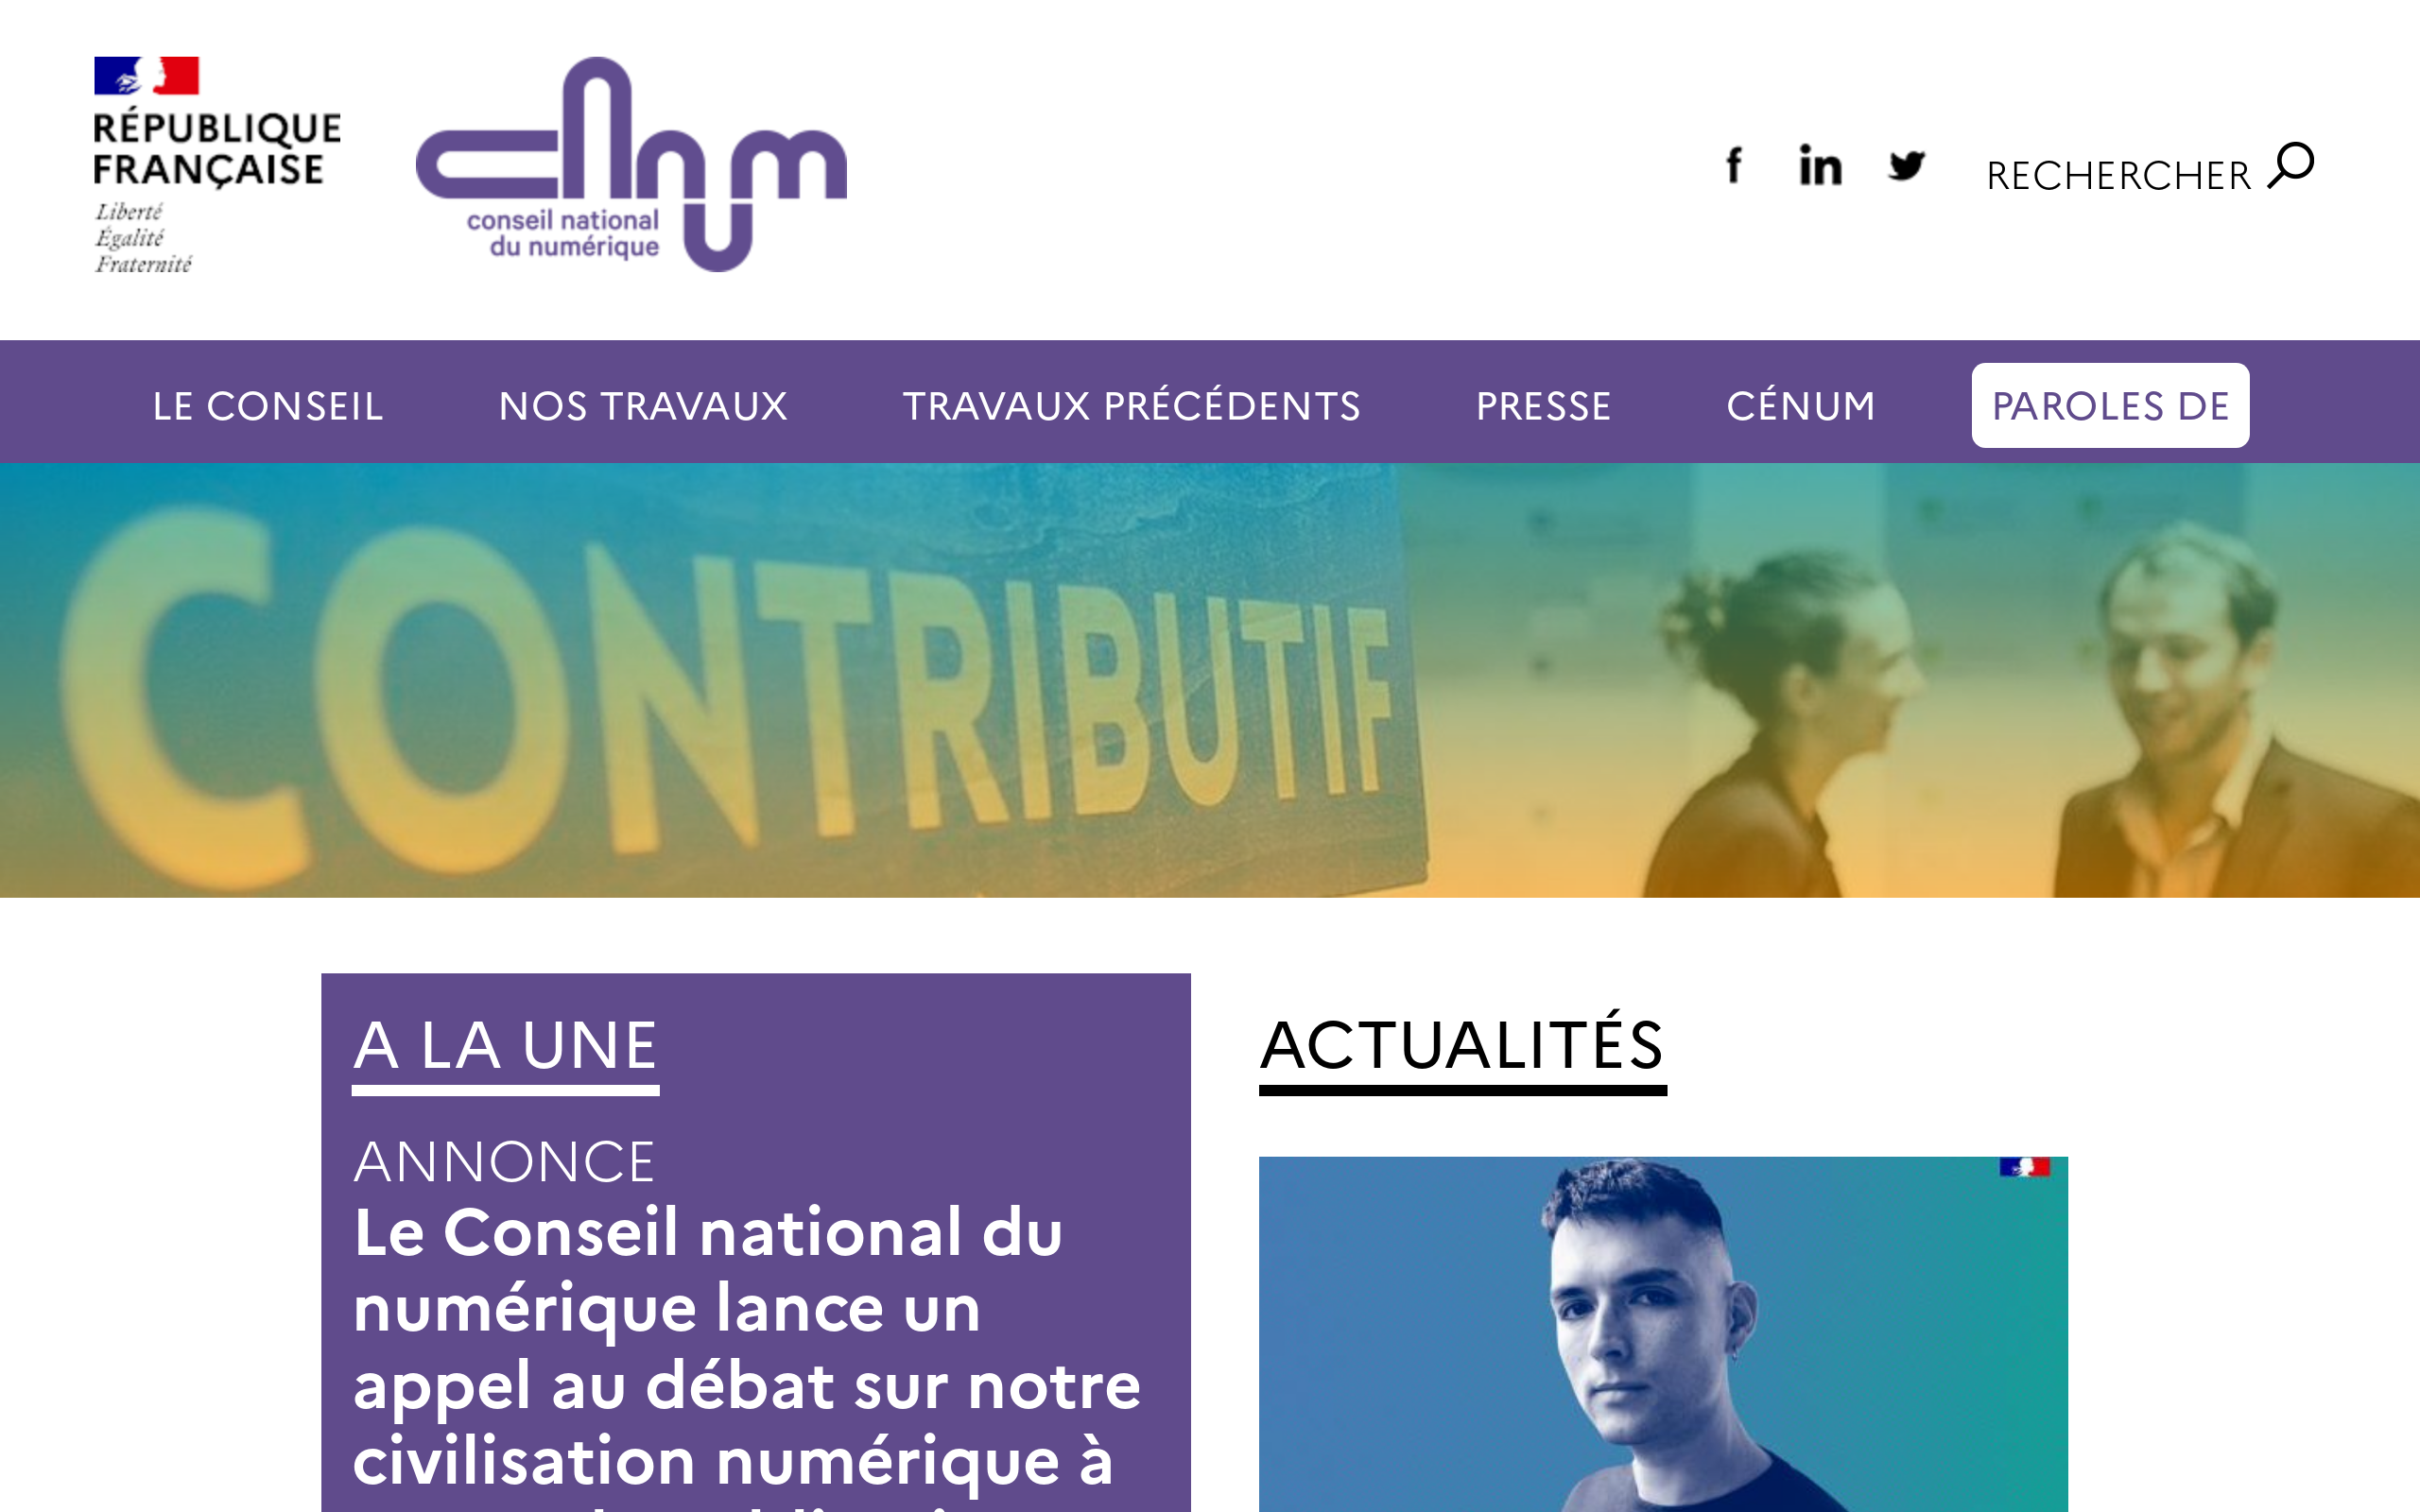 RÉPUBLIQUE
FRANÇAISE
Liberté
Égalité
Fraternité
cnnum
conseil national
du numérique
f
in
RECHERCHER
LE CONSEIL
NOS TRAVAUX
TRAVAUX PRÉCÉDENTS
PRESSE
CÉNUM
PAROLES DE
CONTRIBUTIF
A LA UNE
ANNONCE
Le Conseil national du
numérique lance un
appel au débat sur notre
civilisation numérique à
ACTUALITÉS